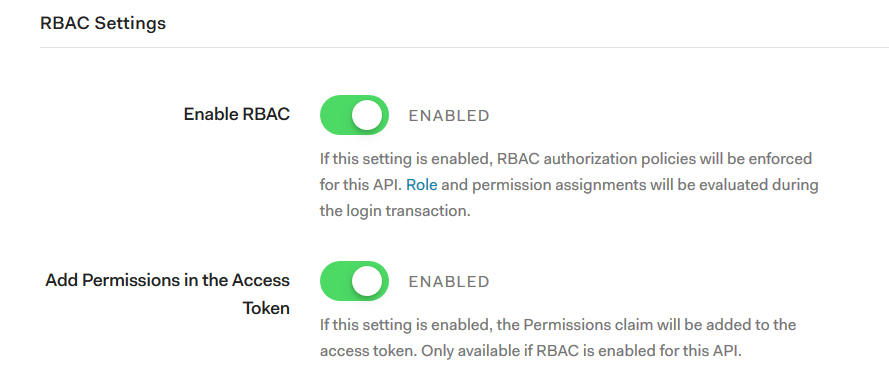 RBAC Settings
Enable RBAC
ENABLED
If this setting is enabled, RBAC authorization policies will be enforced
for this API. Role and permission assignments will be evaluated during
the login transaction.
Add Permissions in the Access
Token
ENABLED
If this setting is enabled, the Permissions claim will be added to the
access token. Only available if RBAC is enabled for this API.